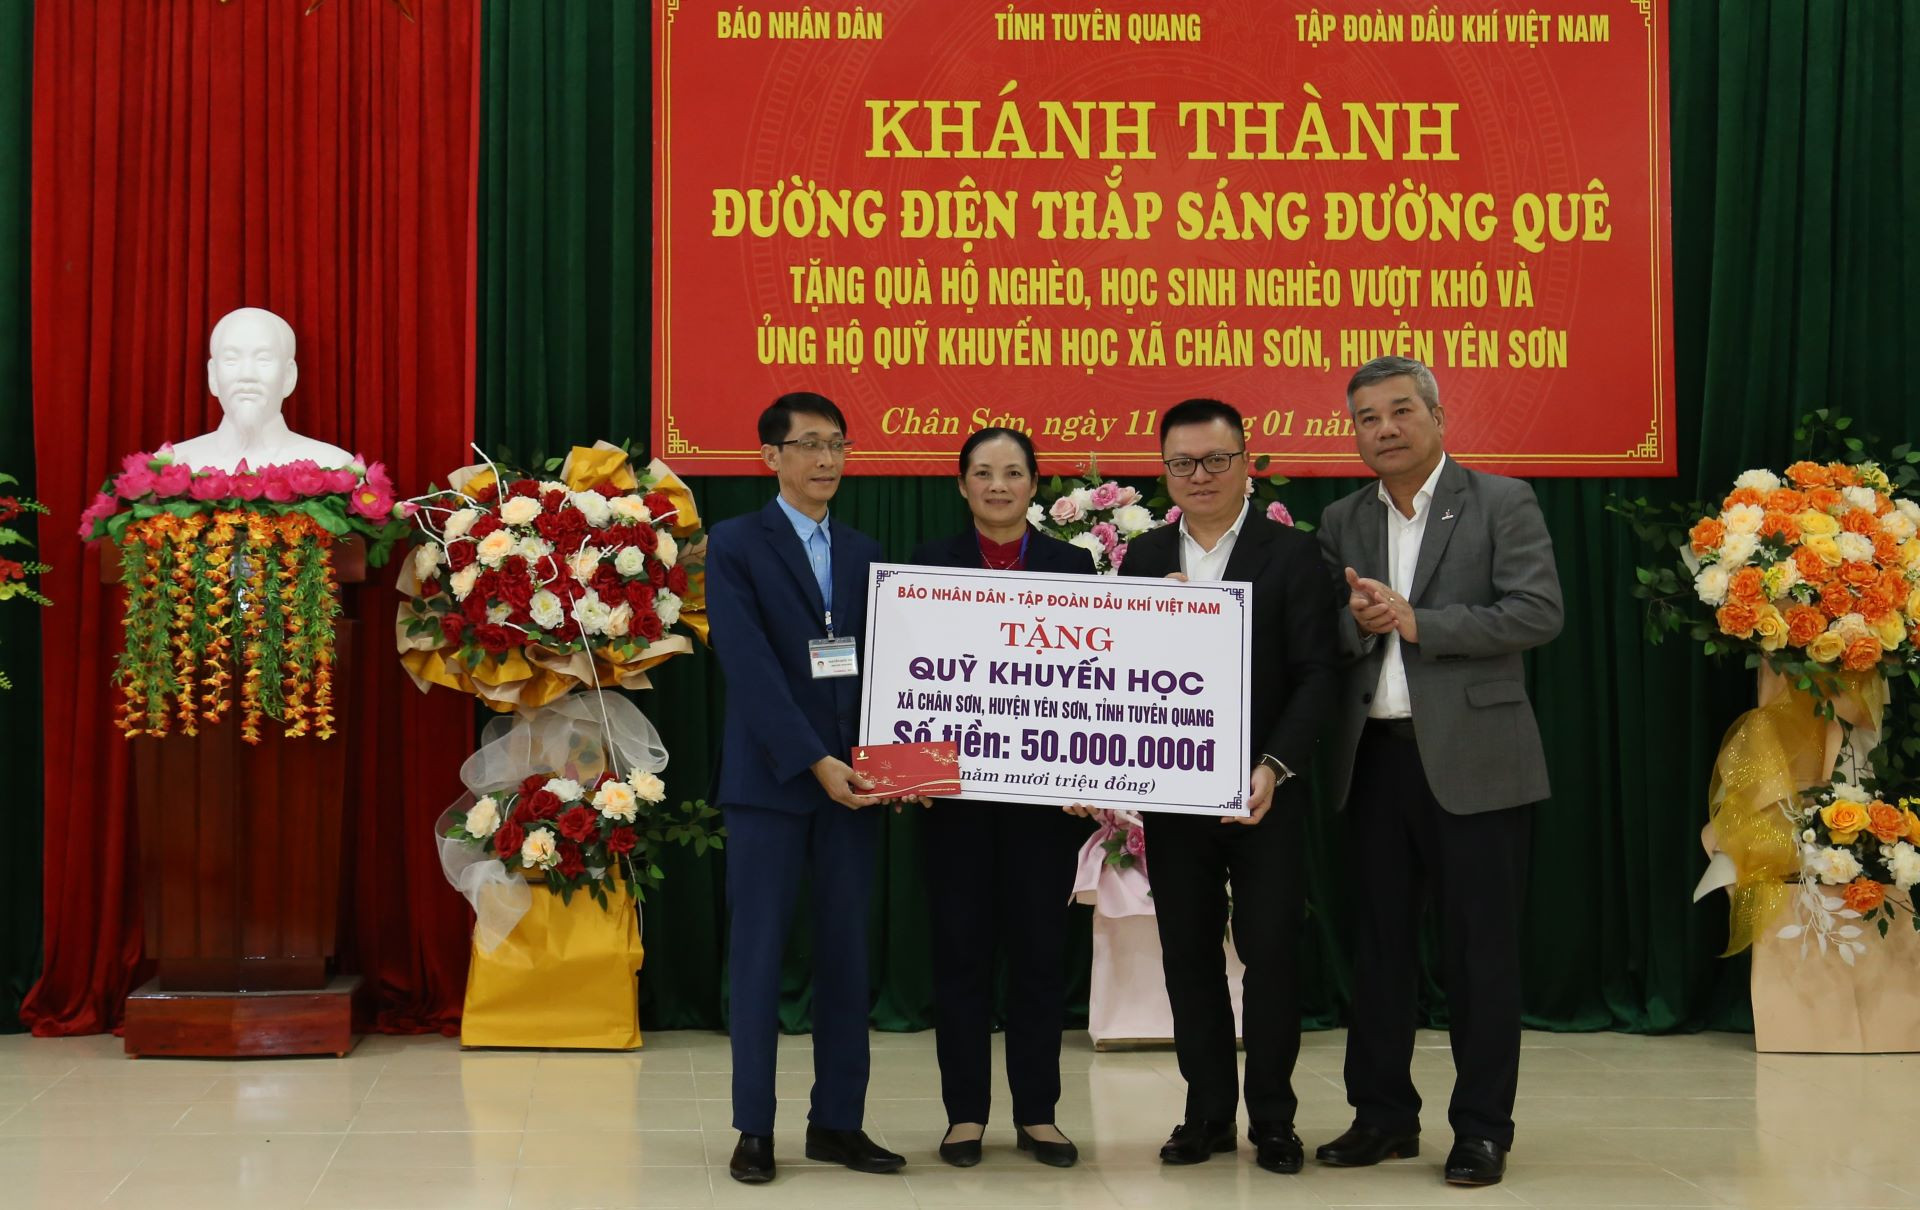 BÁO NHÂN DÂN TỈNH TUYÊN QUANG TẬP ĐOÀN DẦU KHÍ VIỆT NAM
KHÁNH THÀNH
ĐƯỜNG ĐIỆN THẮP SÁNG ĐƯỜNG QUÊ
TẶNG QUÀ HỘ NGHÈO, HỌC SINH NGHÈO VƯỢT KHÓ VÀ
ỦNG HỘ QUỸ KHUYẾN HỌC XÃ CHÂN SƠN, HUYỆN YÊN SƠN
Chân Sơn, ngày 11 01 năm
BÁO NHÂN DÂN - TẬP ĐOÀN DẦU KHÍ VIỆT NAM
TẶNG
QUỸ KHUYẾN HỌC
XÃ CHÂN SƠN, HUYỆN YÊN SƠN, TỈNH TUYÊN QUANG
Số tiền: 50.000.000đ
(năm mươi triệu đồng)